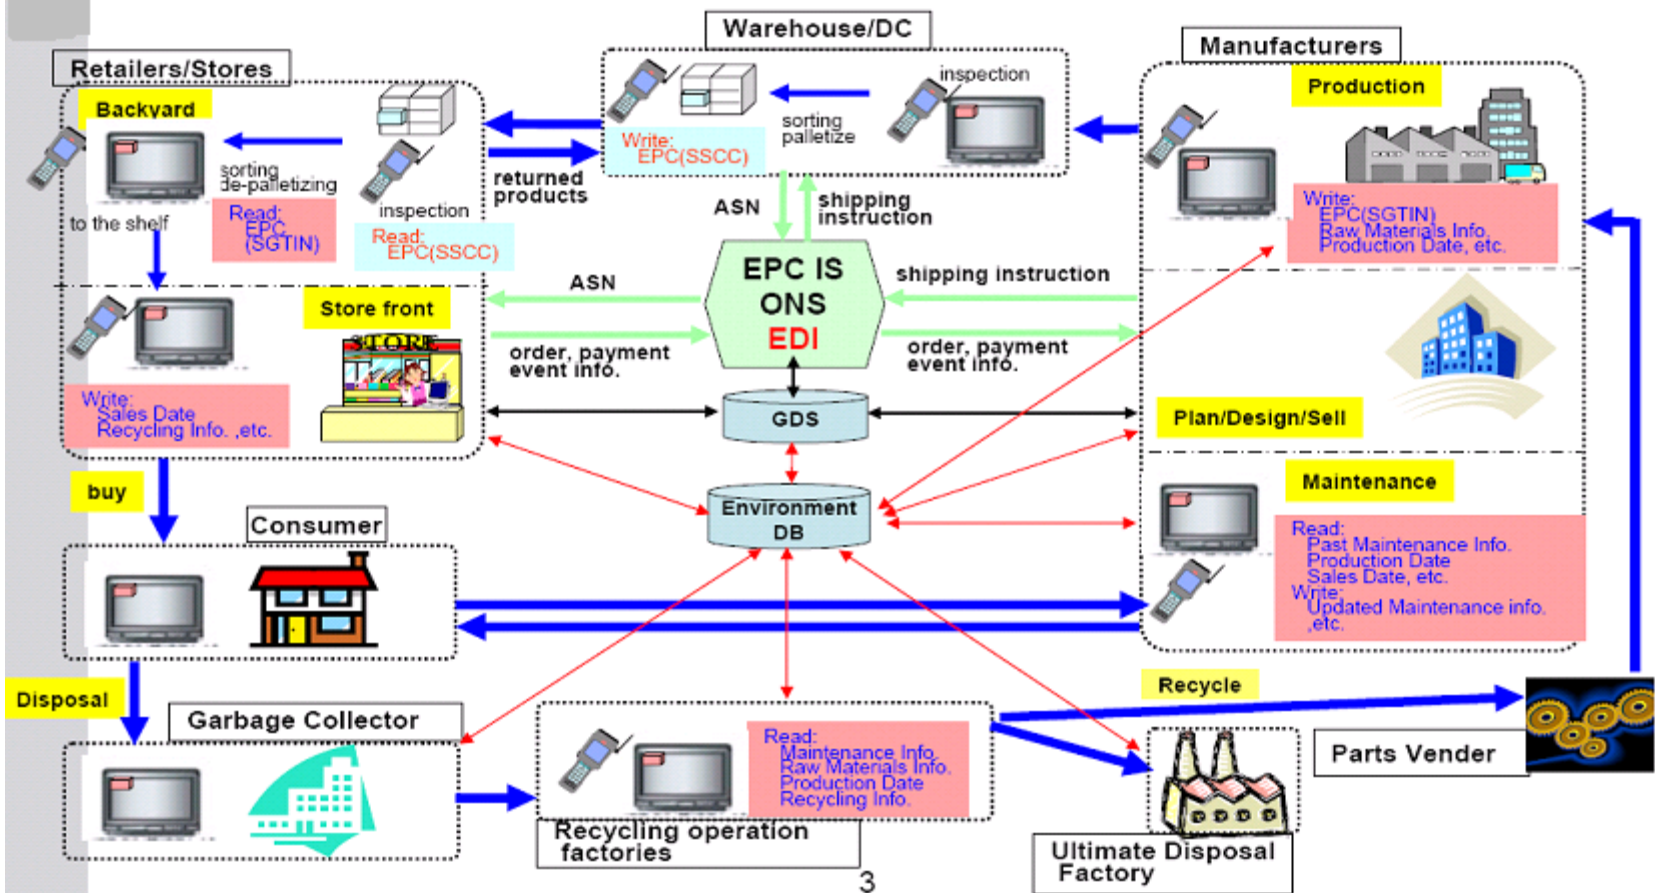 Warehouse/DC
Manufacturers
Retailers/Stores
Backyard
sorting
de-palletizing
inspection
to the shelf
Read:
EPC
(SGTIN)
Read:
EPC(SSCC)
returned
products
Write:
EPC(SSCC)
sorting
palletize
inspection
Production
Write:
EPC(SGTIN)
Raw Materials Info.
Production Date, etc.
ASN
shipping
instruction
EPC IS
ONS
EDI
ASN
shipping instruction
order, payment
event info.
order, payment
event info.
Store front
STORE
Write:
Sales Date
Recycling Info. ,etc.
GDS
Plan/Design/Sell
Environment
DB
Maintenance
Read:
Past Maintenance Info.
Production Date
Sales Date, etc.
Write:
Updated Maintenance info.
,etc.
buy
Consumer
Disposal
Garbage Collector
Read:
Maintenance Info.
Raw Materials Info.
Production Date
Recycling Info.
Recycling operation
factories
Recycle
Parts Vender
Ultimate Disposal
Factory
3